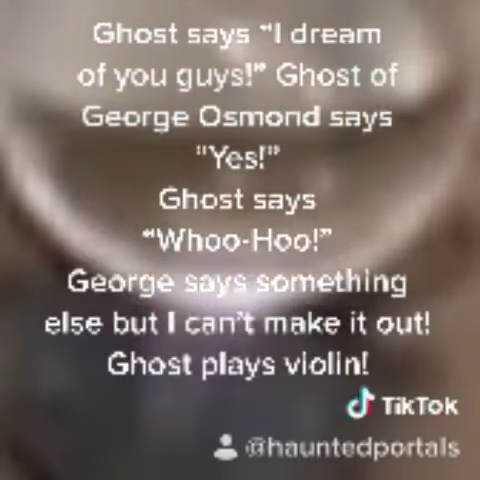 Ghost says "I dream
of you guys!" Ghost of
George Osmond says
"Yes!"
Ghost says
"Whoo-Hoo!"
George says something
else but I can't make it out!
Ghost plays violin!
TikTok
@hauntedportals